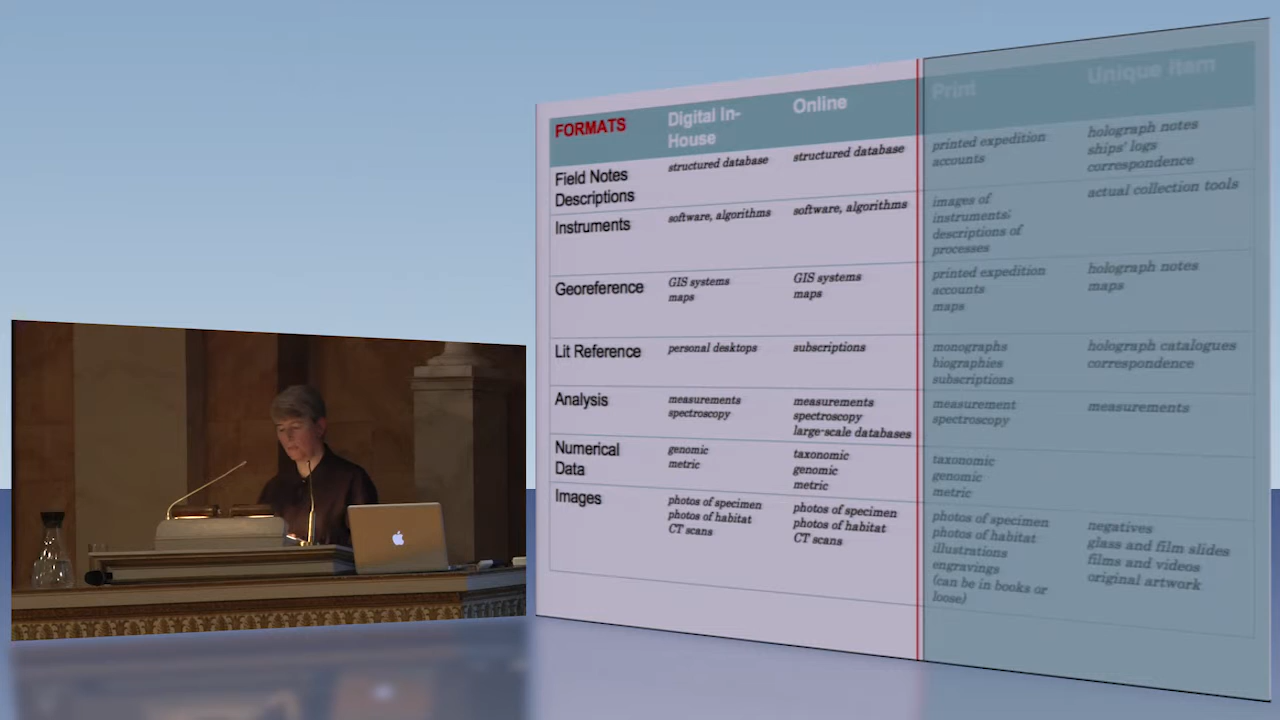 FORMATS
Digital In-
House
Online
Print
Unique Item
Field Notes
Descriptions
structured database
structured database
printed expedition
accounts
holograph notes
ships' logs
correspondence
Instruments
software, algorithms
software, algorithms
images of
instruments;
descriptions of
processes
actual collection tools
Georeference
GIS systems
maps
GIS systems
maps
printed expedition
accounts
maps
holograph notes
maps
Lit Reference
personal desktops
subscriptions
monographs
biographies
subscriptions
holograph catalogues
correspondence
Analysis
measurements
spectroscopy
measurements
spectroscopy
large-scale databases
measurement
spectroscopy
measurements
Numerical
Data
genomic
metric
taxonomic
genomic
metric
taxonomic
genomic
metric
Images
photos of specimen
photos of habitat
CT scans
photos of specimen
photos of habitat
CT scans
photos of specimen
photos of habitat
illustrations
engravings
(can be in books or
loose)
negatives
glass and film slides
films and videos
original artwork